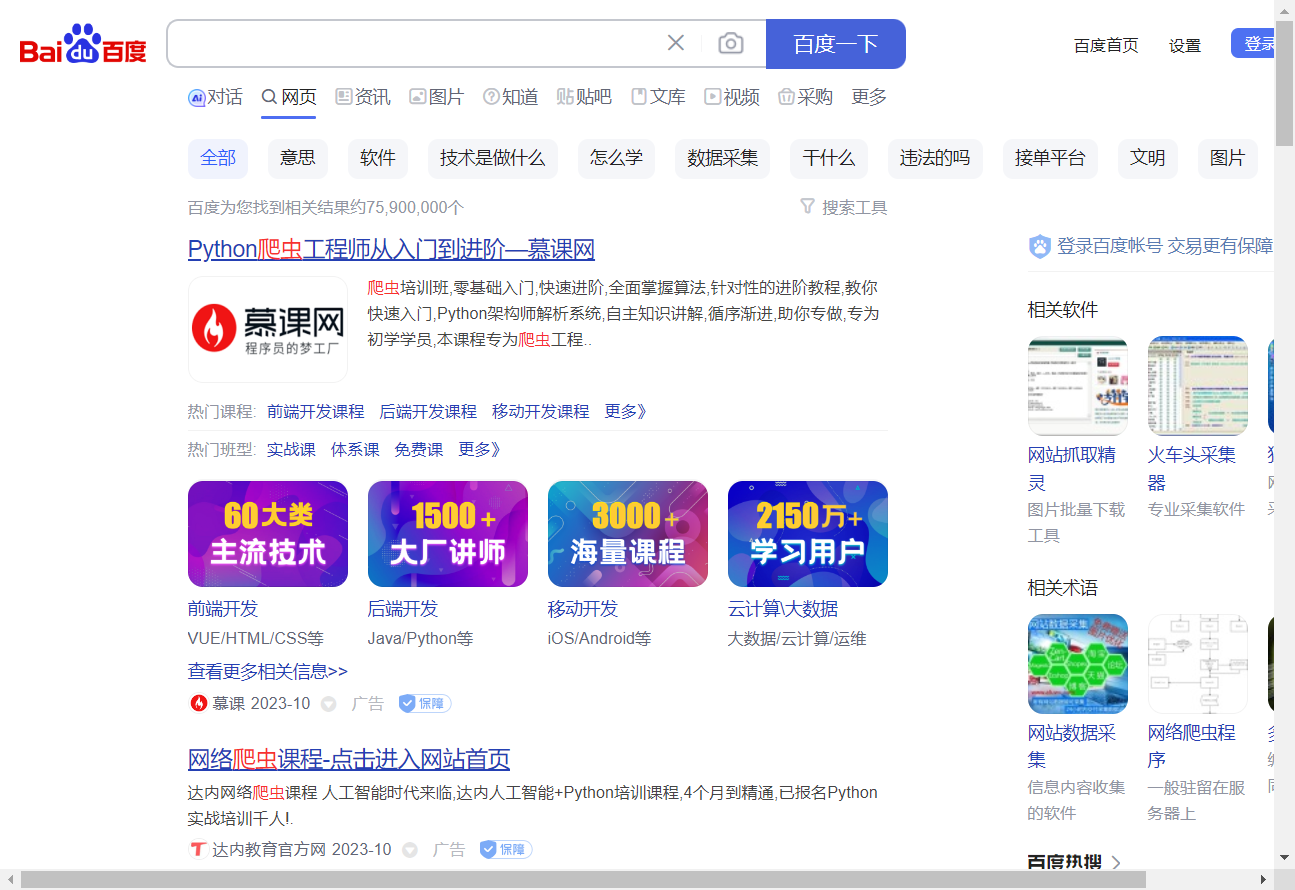 Bai du 百度
百度一下
百度首页 设置 登录
对话 网页 资讯 图片 知道 贴吧 文库 视频 采购 更多
全部 意思 软件 技术是做什么 怎么学 数据采集 干什么 违法的吗 接单平台 文明 图片
百度为您找到相关结果约75,900,000个 搜索工具
Python爬虫工程师从入门到进阶—慕课网
慕课网
程序员的梦工厂
爬虫培训班,零基础入门,快速进阶,全面掌握算法,针对性的进阶教程,教你
快速入门,Python架构师解析系统,自主知识讲解,循序渐进,助你专做,专为
初学学员,本课程专为爬虫工程..
热门课程: 前端开发课程 后端开发课程 移动开发课程 更多》
热门班型: 实战课 体系课 免费课 更多》
60大类
主流技术
1500+
大厂讲师
3000+
海量课程
2150万+
学习用户
前端开发 后端开发 移动开发 云计算\大数据
VUE/HTML/CSS等 Java/Python等 iOS/Android等 大数据/云计算/运维
查看更多相关信息>>
慕课 2023-10 广告 保障
网络爬虫课程-点击进入网站首页
达内网络爬虫课程 人工智能时代来临,达内人工智能+Python培训课程,4个月到精通,已报名Python
实战培训千人!.
达内教育官方网 2023-10 广告 保障
登录百度帐号 交易更有保障
相关软件
网站抓取精
灵
图片批量下载
工具
火车头采集
器
专业采集软件
相关术语
网站数据采集
网站数据采
集
信息内容收集
的软件
网络爬虫程
序
一般驻留在服
务器上
百度热搜